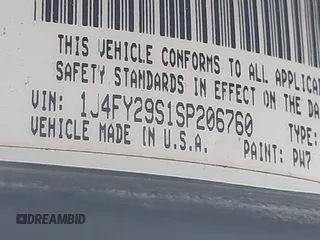 THIS VEHICLE CONFORMS TO ALL APPLICA
SAFETY STANDARDS IN EFFECT ON THE DA
VIN: 1J4FY29S1SP206760 TYPE:
VEHICLE MADE IN U.S.A. PAINT: PW7
DREAMBID